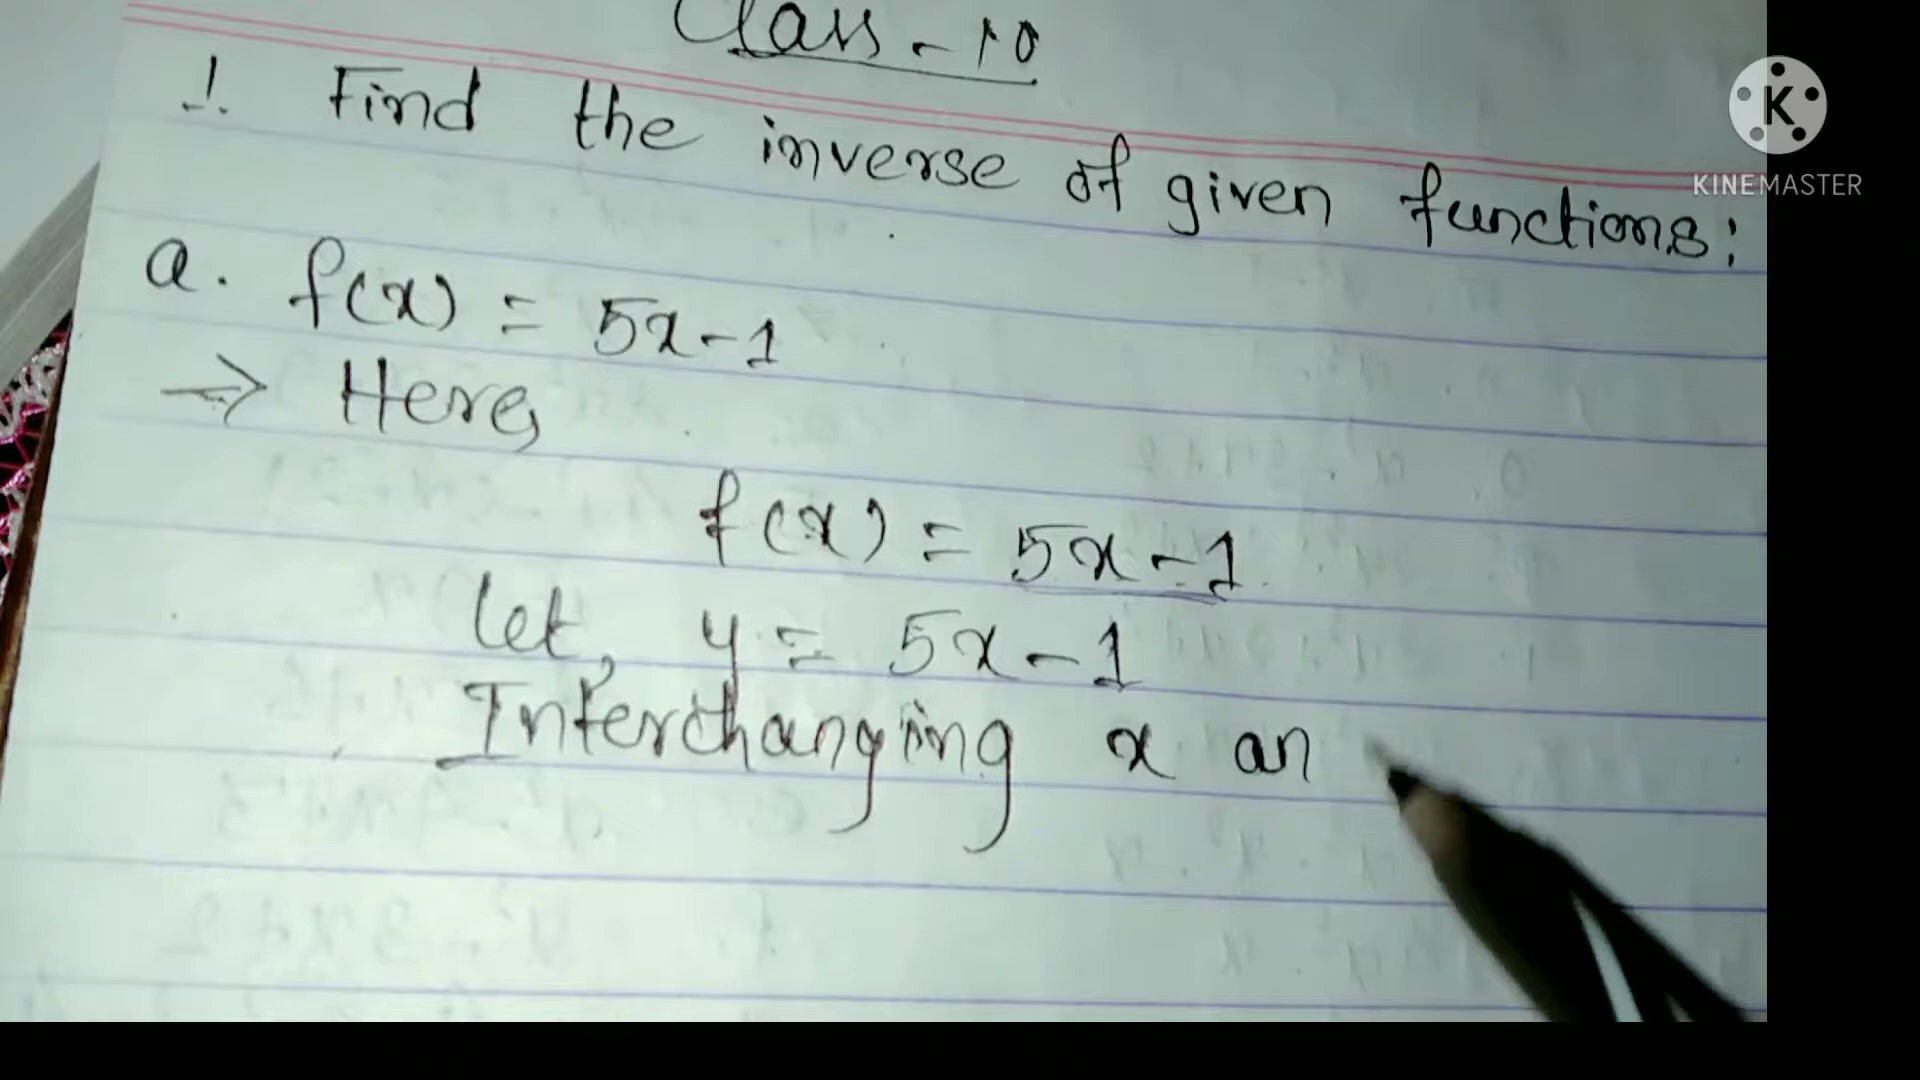 Class - 10
1. Find the inverse of given functions:
a. f(x) = 5x-1
→ Here,
f(x) = 5x-1
let, y = 5x-1
Interchanging x an
K
KINEMASTER